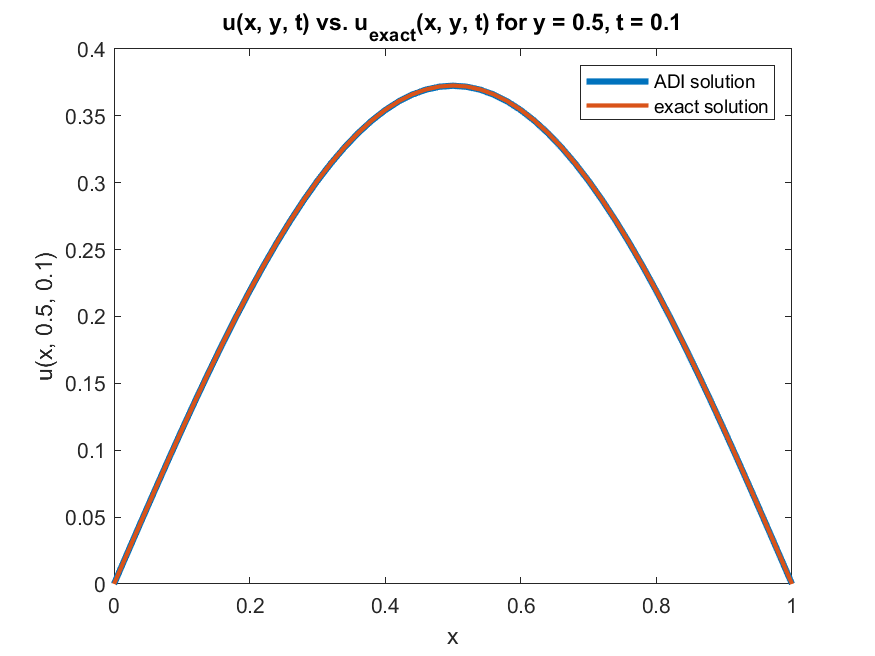 u(x, y, t) vs. u_exact(x, y, t) for y = 0.5, t = 0.1
ADI solution
exact solution
u(x, 0.5, 0.1)
0.4
0.35
0.3
0.25
0.2
0.15
0.1
0.05
0
0 0.2 0.4 0.6 0.8 1
x